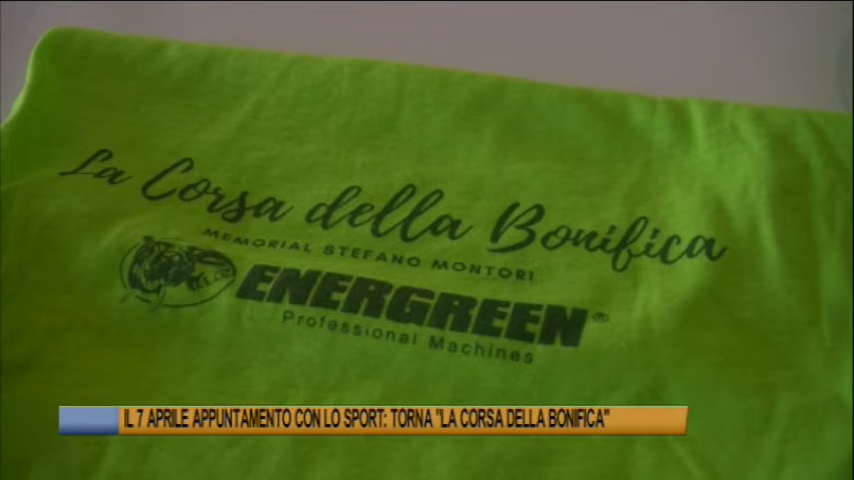 La Corsa della Bonifica
MEMORIAL STEFANO MONTORI
ENERGREEN®
Professional Machines
IL 7 APRILE APPUNTAMENTO CON LO SPORT: TORNA "LA CORSA DELLA BONIFICA"